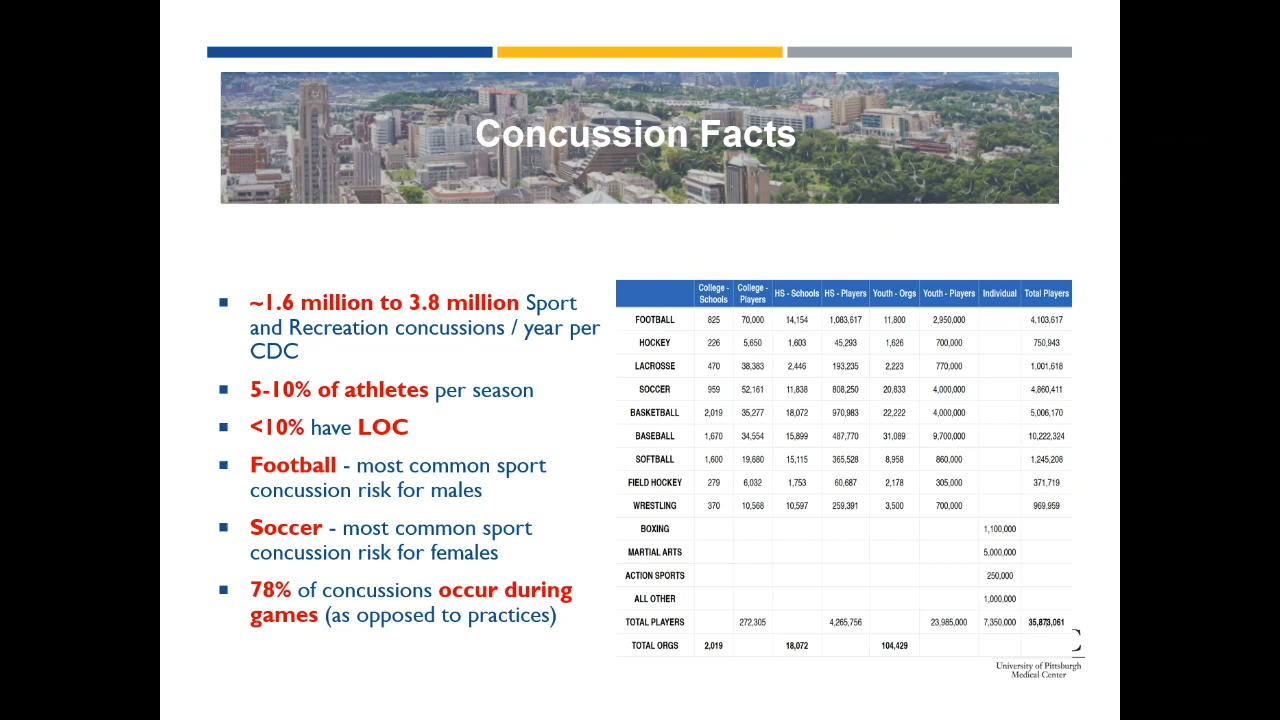 Concussion Facts
~1.6 million to 3.8 million Sport
and Recreation concussions / year per
CDC
5-10% of athletes per season
<10% have LOC
Football - most common sport
concussion risk for males
Soccer - most common sport
concussion risk for females
78% of concussions occur during
games (as opposed to practices)
College - Schools College - Players HS - Schools HS - Players Youth - Orgs Youth - Players Individual Total Players
FOOTBALL 825 70,000 14,154 1,083,617 11,800 2,950,000 4,103,617
HOCKEY 226 5,650 1,603 45,293 1,626 700,000 750,943
LACROSSE 470 38,383 2,446 193,235 2,223 770,000 1,001,618
SOCCER 959 52,161 11,838 808,250 20,833 4,000,000 4,860,411
BASKETBALL 2,019 35,277 18,072 970,983 22,222 4,000,000 5,006,170
BASEBALL 1,670 34,554 15,899 487,770 31,089 9,700,000 10,222,324
SOFTBALL 1,600 19,680 15,115 365,528 8,958 860,000 1,245,208
FIELD HOCKEY 279 6,032 1,753 60,687 2,178 305,000 371,719
WRESTLING 370 10,568 10,597 259,391 3,500 700,000 969,959
BOXING 1,100,000
MARTIAL ARTS 5,000,000
ACTION SPORTS 250,000
ALL OTHER 1,000,000
TOTAL PLAYERS 272,305 4,265,756 23,985,000 7,350,000 35,873,061
TOTAL ORGS 2,019 18,072 104,429
University of Pittsburgh
Medical Center